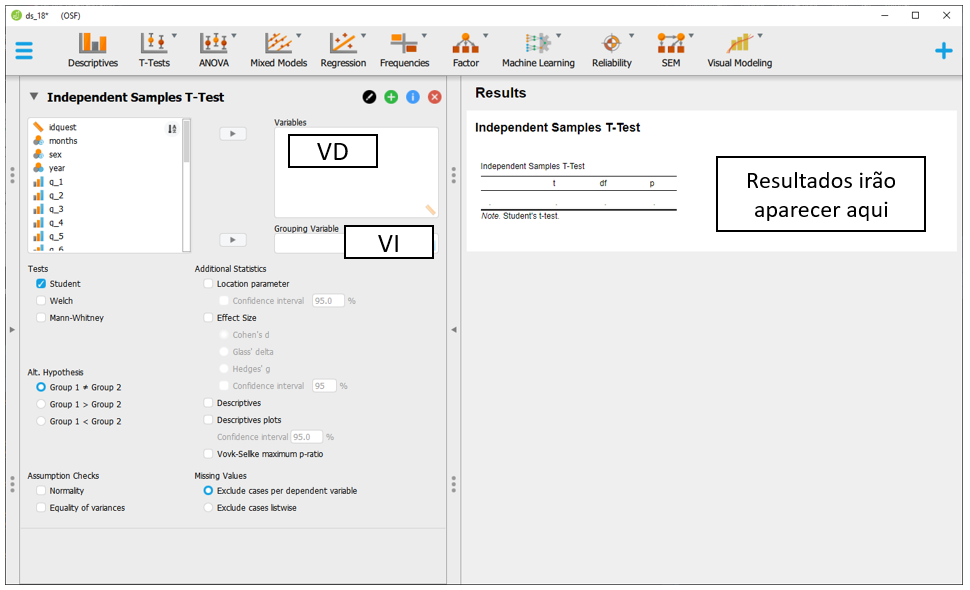 ds_18* (OSF)
Descriptives T-Tests ANOVA Mixed Models Regression Frequencies Factor Machine Learning Reliability SEM Visual Modeling
Independent Samples T-Test
idquest
months
sex
year
q_1
q_2
q_3
q_4
q_5
q_6
Variables
VD
Grouping Variable
VI
Tests
Student
Welch
Mann-Whitney
Alt. Hypothesis
Group 1 ≠ Group 2
Group 1 > Group 2
Group 1 < Group 2
Assumption Checks
Normality
Equality of variances
Additional Statistics
Location parameter
Confidence interval 95.0 %
Effect Size
Cohen's d
Glass' delta
Hedges' g
Confidence interval 95 %
Descriptives
Descriptives plots
Confidence interval 95.0 %
Vovk-Sellke maximum p-ratio
Missing Values
Exclude cases per dependent variable
Exclude cases listwise
Results
Independent Samples T-Test
Independent Samples T-Test
t df p
. . . .
Note. Student's t-test.
Resultados irão
aparecer aqui